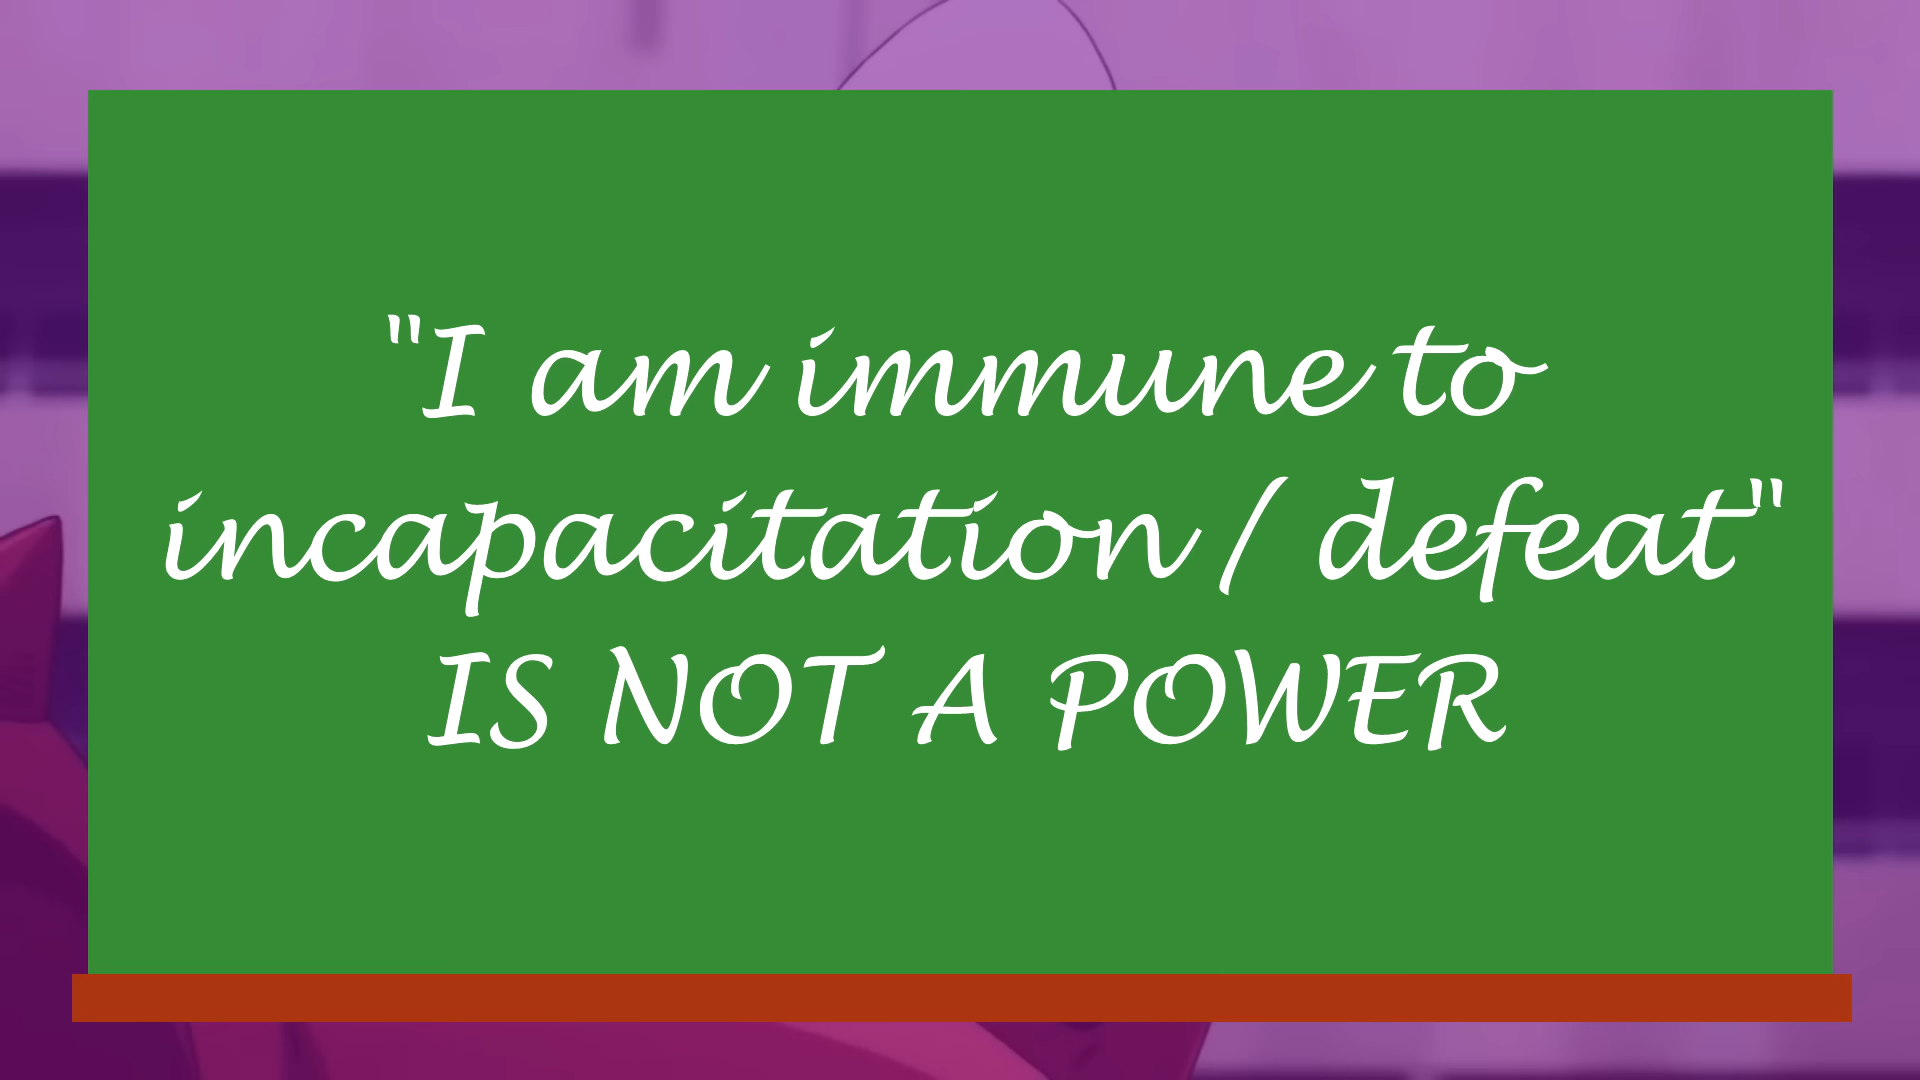 "I am immune to
incapacitation / defeat"
IS NOT A POWER